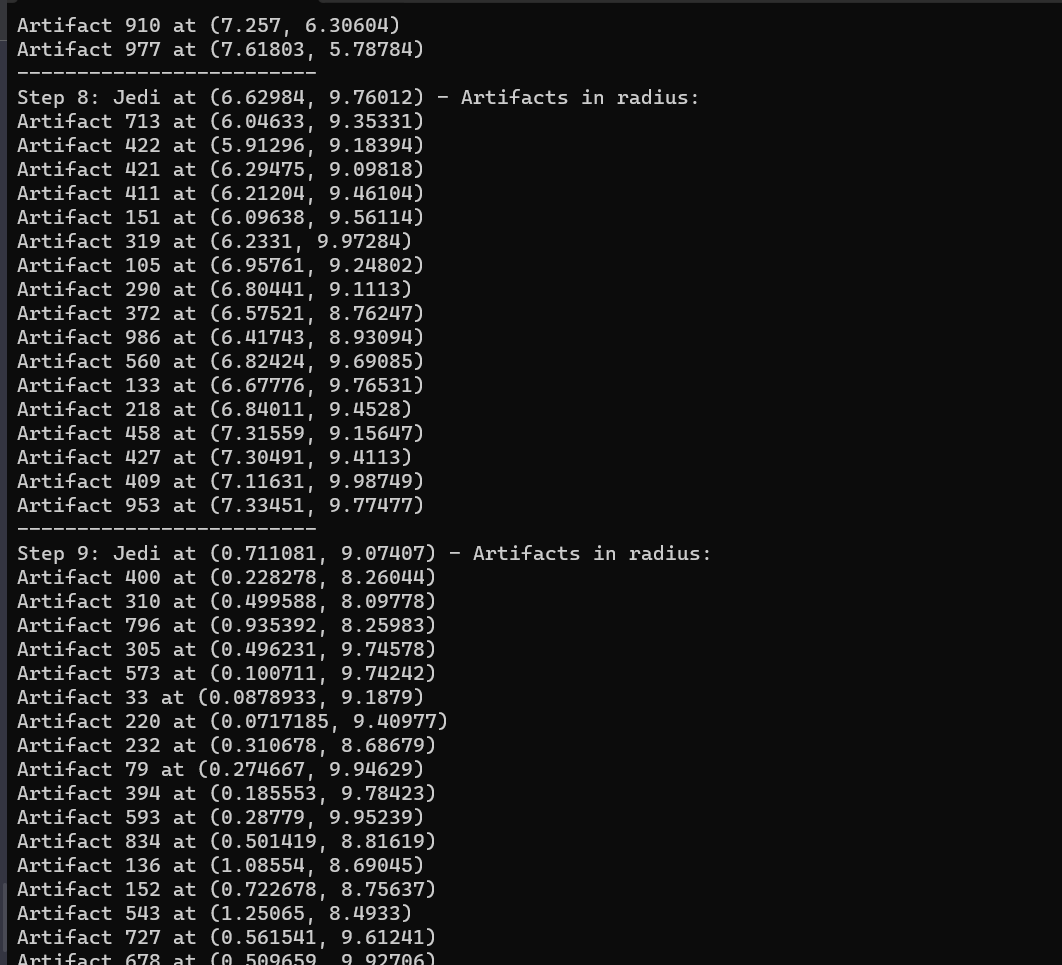 Artifact 910 at (7.257, 6.30604)
Artifact 977 at (7.61803, 5.78784)
-------------------------
Step 8: Jedi at (6.62984, 9.76012) - Artifacts in radius:
Artifact 713 at (6.04633, 9.35331)
Artifact 422 at (5.91296, 9.18394)
Artifact 421 at (6.29475, 9.09818)
Artifact 411 at (6.21204, 9.46104)
Artifact 151 at (6.09638, 9.56114)
Artifact 319 at (6.2331, 9.97284)
Artifact 105 at (6.95761, 9.24802)
Artifact 290 at (6.80441, 9.1113)
Artifact 372 at (6.57521, 8.76247)
Artifact 986 at (6.41743, 8.93094)
Artifact 560 at (6.82424, 9.69085)
Artifact 133 at (6.67776, 9.76531)
Artifact 218 at (6.84011, 9.4528)
Artifact 458 at (7.31559, 9.15647)
Artifact 427 at (7.30491, 9.4113)
Artifact 409 at (7.11631, 9.98749)
Artifact 953 at (7.33451, 9.77477)
-------------------------
Step 9: Jedi at (0.711081, 9.07407) - Artifacts in radius:
Artifact 400 at (0.228278, 8.26044)
Artifact 310 at (0.499588, 8.09778)
Artifact 796 at (0.935392, 8.25983)
Artifact 305 at (0.496231, 9.74578)
Artifact 573 at (0.100711, 9.74242)
Artifact 33 at (0.0878933, 9.1879)
Artifact 220 at (0.0717185, 9.40977)
Artifact 232 at (0.310678, 8.68679)
Artifact 79 at (0.274667, 9.94629)
Artifact 394 at (0.185553, 9.78423)
Artifact 593 at (0.28779, 9.95239)
Artifact 834 at (0.501419, 8.81619)
Artifact 136 at (1.08554, 8.69045)
Artifact 152 at (0.722678, 8.75637)
Artifact 543 at (1.25065, 8.4933)
Artifact 727 at (0.561541, 9.61241)
Artifact 678 at (0.509659, 9.92706)